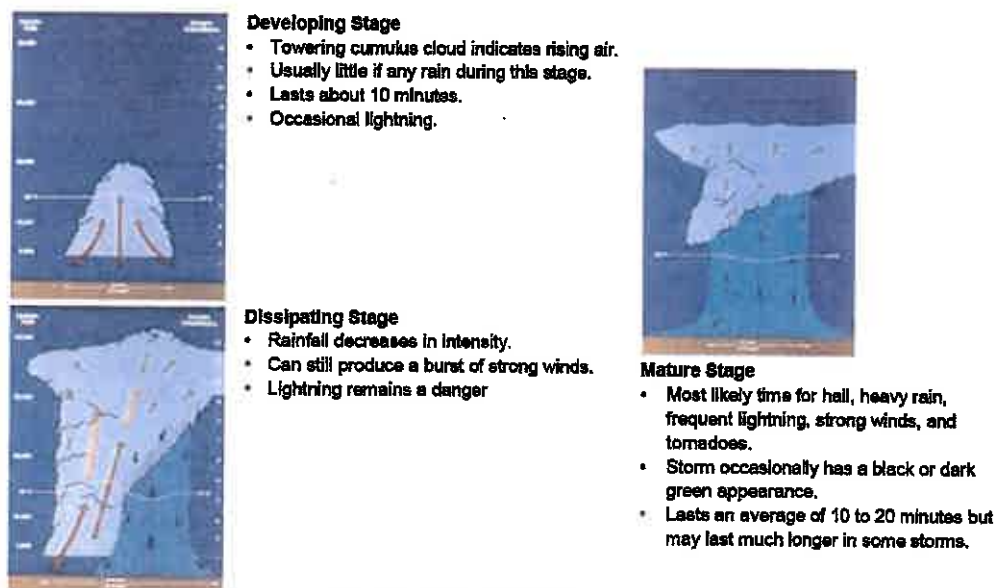 Developing Stage
• Towering cumulus cloud indicates rising air.
• Usually little if any rain during this stage.
• Lasts about 10 minutes.
• Occasional lightning.
Dissipating Stage
• Rainfall decreases in intensity.
• Can still produce a burst of strong winds.
• Lightning remains a danger
Mature Stage
• Most likely time for hail, heavy rain,
frequent lightning, strong winds, and
tornadoes.
• Storm occasionally has a black or dark
green appearance.
• Lasts an average of 10 to 20 minutes but
may last much longer in some storms.